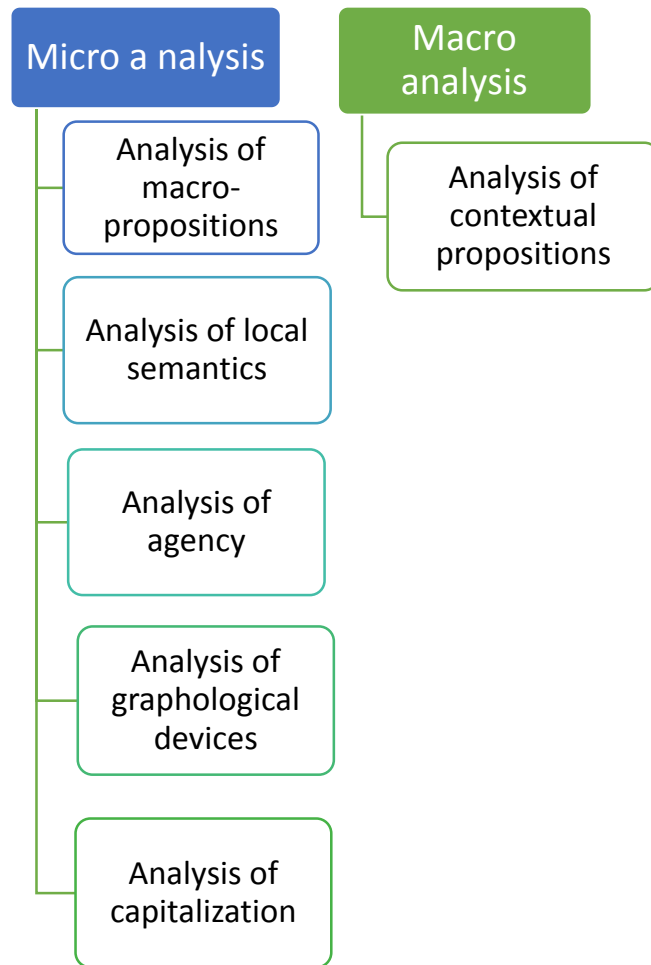 Micro a nalysis
Analysis of
macro-
propositions
Analysis of local
semantics
Analysis of
agency
Analysis of
graphological
devices
Analysis of
capitalization
Macro
analysis
Analysis of
contextual
propositions